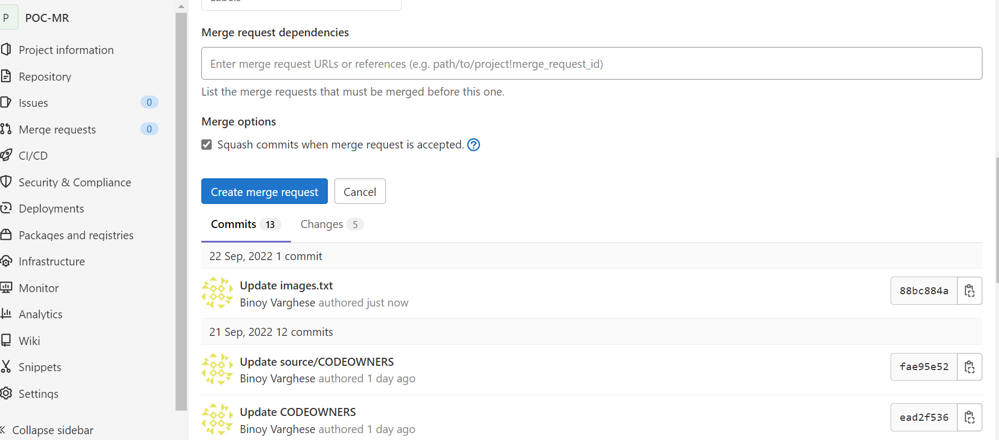 P
POC-MR
Project information
Repository
Issues 0
Merge requests 0
CI/CD
Security & Compliance
Deployments
Packages and registries
Infrastructure
Monitor
Analytics
Wiki
Snippets
Settings
Collapse sidebar
Merge request dependencies
Enter merge request URLs or references (e.g. path/to/project!merge_request_id)
List the merge requests that must be merged before this one.
Merge options
Squash commits when merge request is accepted. ?
Create merge request Cancel
Commits 13 Changes 5
22 Sep, 2022 1 commit
Update images.txt
Binoy Varghese authored just now
88bc884a
21 Sep, 2022 12 commits
Update source/CODEOWNERS
Binoy Varghese authored 1 day ago
fae95e52
Update CODEOWNERS
Binoy Varghese authored 1 day ago
ead2f536